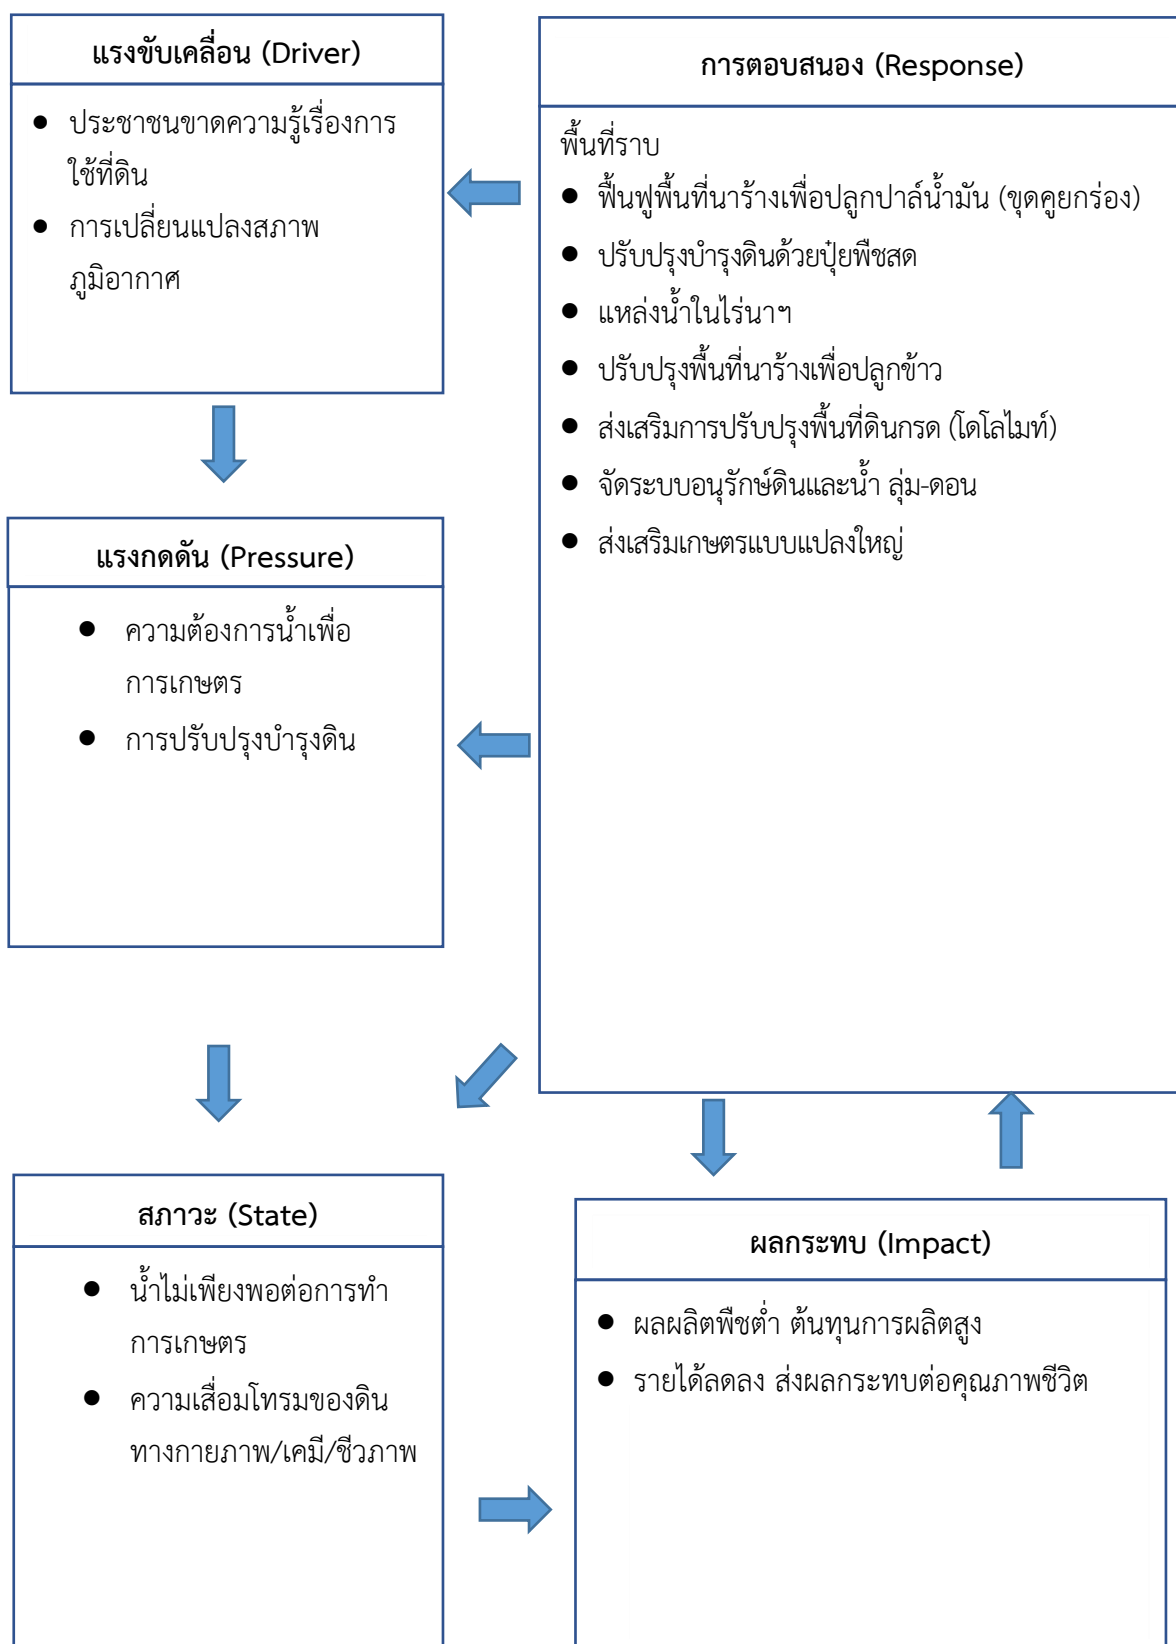 แรงขับเคลื่อน (Driver)
● ประชาชนขาดความรู้เรื่องการ
ใช้ที่ดิน
● การเปลี่ยนแปลงสภาพ
ภูมิอากาศ
การตอบสนอง (Response)
พื้นที่ราบ
● ฟื้นฟูพื้นที่นาร้างเพื่อปลูกปาล์น้ำมัน (ขุดคูยกร่อง)
● ปรับปรุงบำรุงดินด้วยปุ๋ยพืชสด
● แหล่งน้ำในไร่นาฯ
● ปรับปรุงพื้นที่นาร้างเพื่อปลูกข้าว
● ส่งเสริมการปรับปรุงพื้นที่ดินกรด (โดโลไมท์)
● จัดระบบอนุรักษ์ดินและน้ำ ลุ่ม-ดอน
● ส่งเสริมเกษตรแบบแปลงใหญ่
แรงกดดัน (Pressure)
● ความต้องการน้ำเพื่อ
การเกษตร
● การปรับปรุงบำรุงดิน
สภาวะ (State)
● น้ำไม่เพียงพอต่อการทำ
การเกษตร
● ความเสื่อมโทรมของดิน
ทางกายภาพ/เคมี/ชีวภาพ
ผลกระทบ (Impact)
● ผลผลิตพืชต่ำ ต้นทุนการผลิตสูง
● รายได้ลดลง ส่งผลกระทบต่อคุณภาพชีวิต